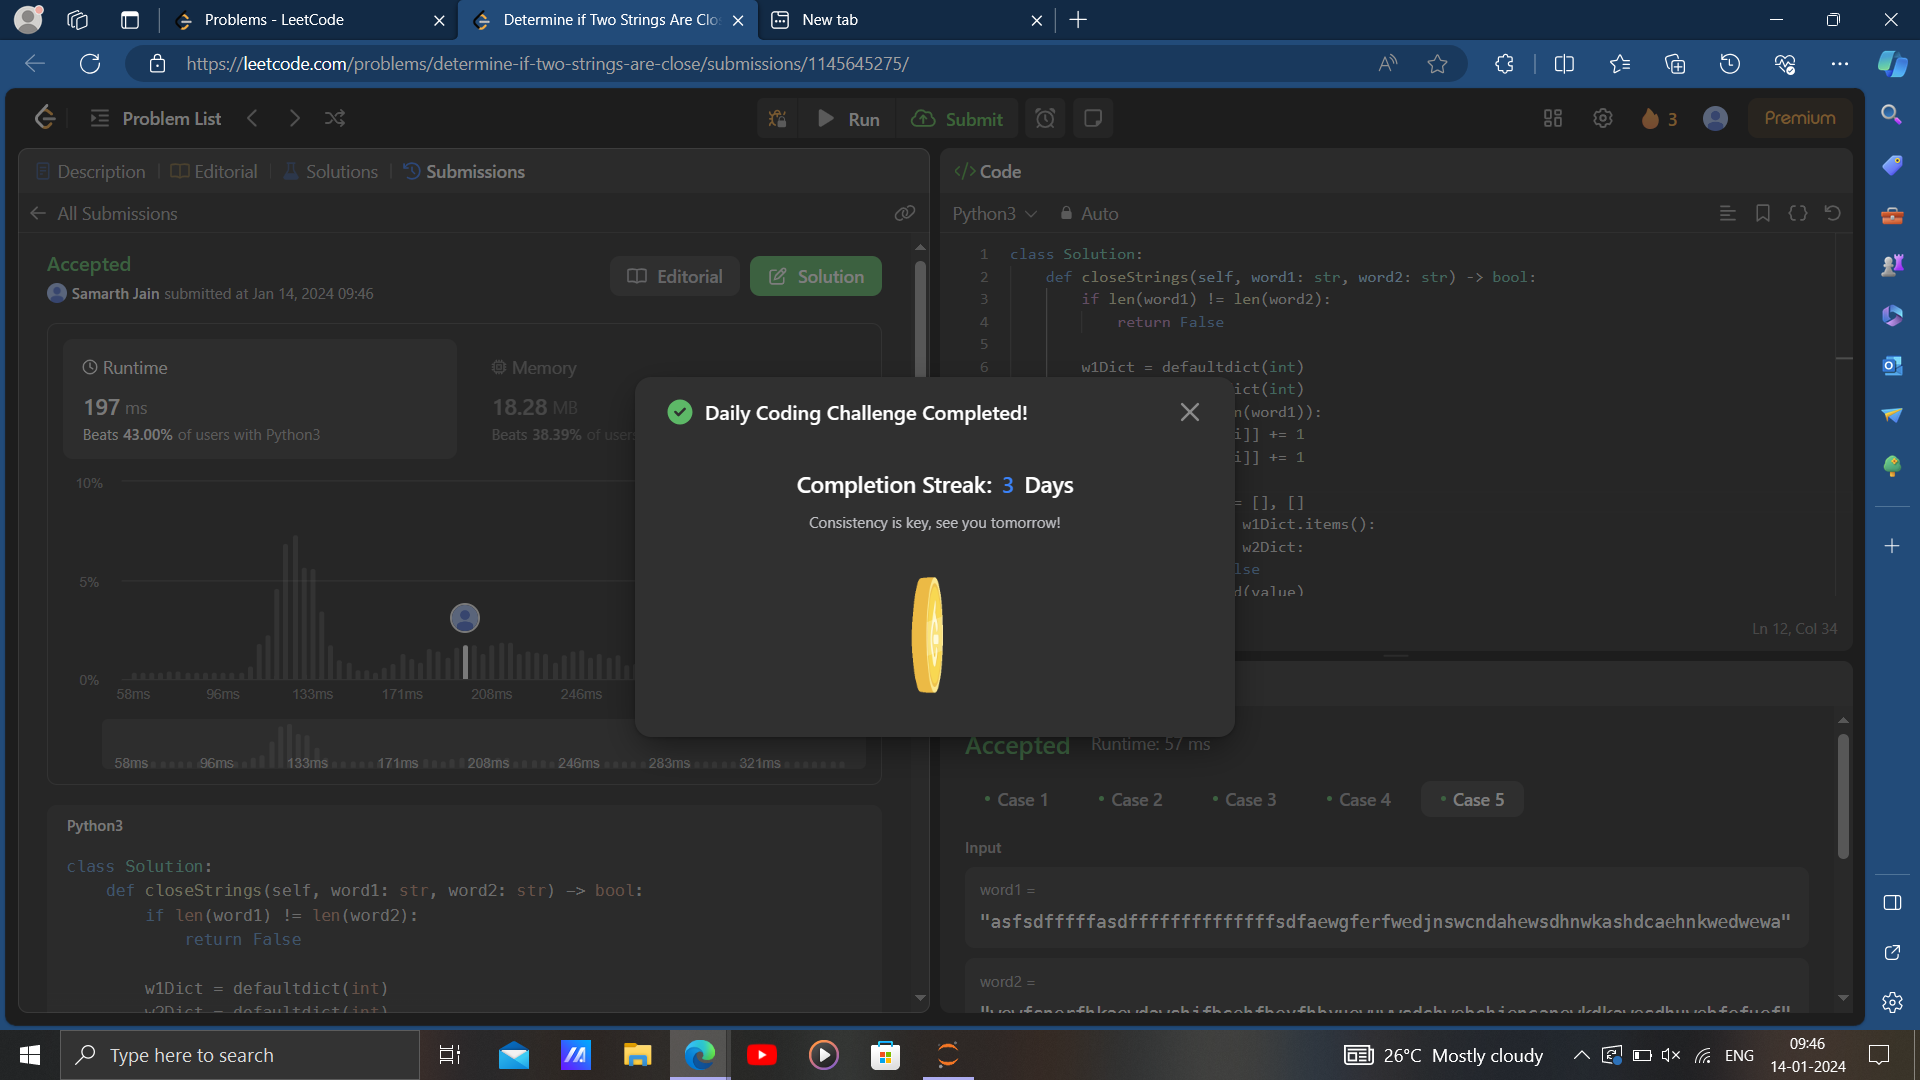 Problems - LeetCode
Determine if Two Strings Are Clo
New tab
https://leetcode.com/problems/determine-if-two-strings-are-close/submissions/1145645275/
Problem List
Run
Submit
3
Premium
Description
Editorial
Solutions
Submissions
All Submissions
Accepted
Samarth Jain submitted at Jan 14, 2024 09:46
Editorial
Solution
Runtime
197 ms
Beats 43.00% of users with Python3
Memory
18.28 MB
Beats 38.39% of users
10%
5%
0%
58ms 96ms 133ms 171ms 208ms 246ms
58ms 96ms 133ms 171ms 208ms 246ms 283ms 321ms
Python3
class Solution:
def closeStrings(self, word1: str, word2: str) -> bool:
if len(word1) != len(word2):
return False
w1Dict = defaultdict(int)
w2Dict = defaultdict(int)
Daily Coding Challenge Completed!
Completion Streak: 3 Days
Consistency is key, see you tomorrow!
</> Code
Python3
Auto
1 class Solution:
2 def closeStrings(self, word1: str, word2: str) -> bool:
3 if len(word1) != len(word2):
4 return False
5
6 w1Dict = defaultdict(int)
ict(int)
n(word1)):
i]] += 1
i]] += 1
= [], []
w1Dict.items():
w2Dict:
lse
d(value)
Ln 12, Col 34
Accepted
Runtime: 57 ms
Case 1
Case 2
Case 3
Case 4
Case 5
Input
word1 =
word2 =
Type here to search
26°C Mostly cloudy
ENG
09:46
14-01-2024